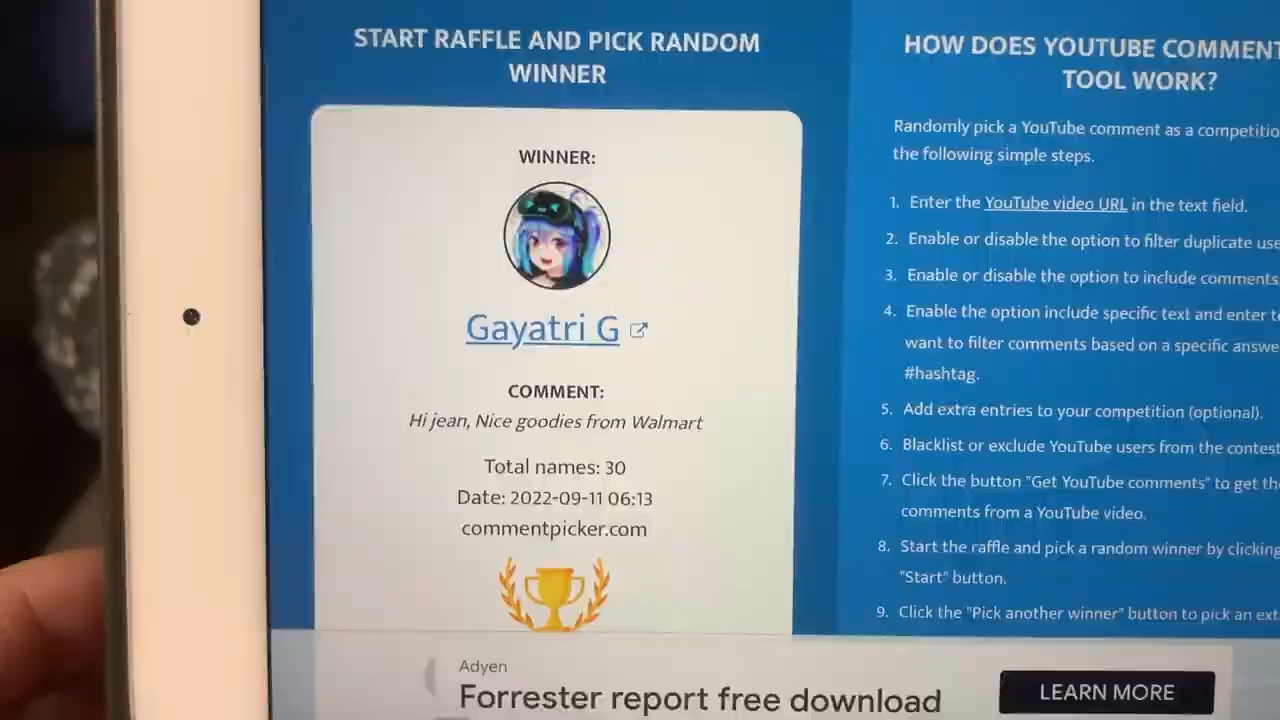 START RAFFLE AND PICK RANDOM
WINNER
WINNER:
Gayatri G
COMMENT:
Hi jean, Nice goodies from Walmart
Total names: 30
Date: 2022-09-11 06:13
commentpicker.com
HOW DOES YOUTUBE COMMENT
TOOL WORK?
Randomly pick a YouTube comment as a
the following simple steps.
1. Enter the YouTube video URL in the text field.
2. Enable or disable the option to filter duplicate
3. Enable or disable the option to include comments
4. Enable the option include specific text and enter
want to filter comments based on a specific
#hashtag.
5. Add extra entries to your competition (optional).
6. Blacklist or exclude YouTube users from the contest
7. Click the button "Get YouTube comments" to get
comments from a YouTube video.
8. Start the raffle and pick a random winner by clicking
"Start" button.
9. Click the "Pick another winner" button to pick an
Adyen
Forrester report free download
LEARN MORE